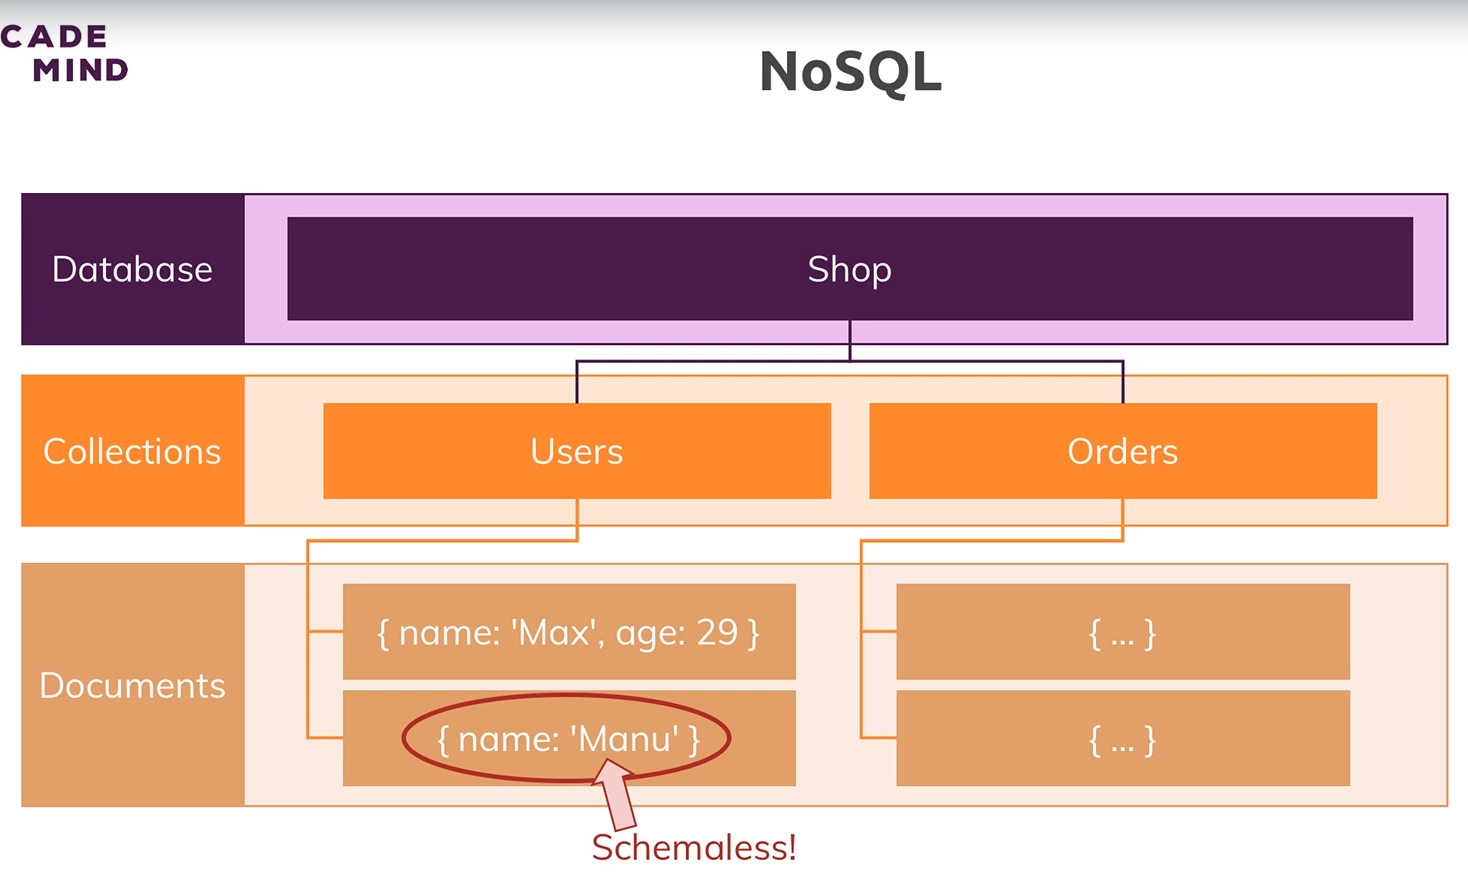 CADE
MIND
NoSQL
Database
Shop
Collections
Users
Orders
Documents
{ name: 'Max', age: 29 }
{ ... }
{ name: 'Manu' }
{ ... }
Schemaless!